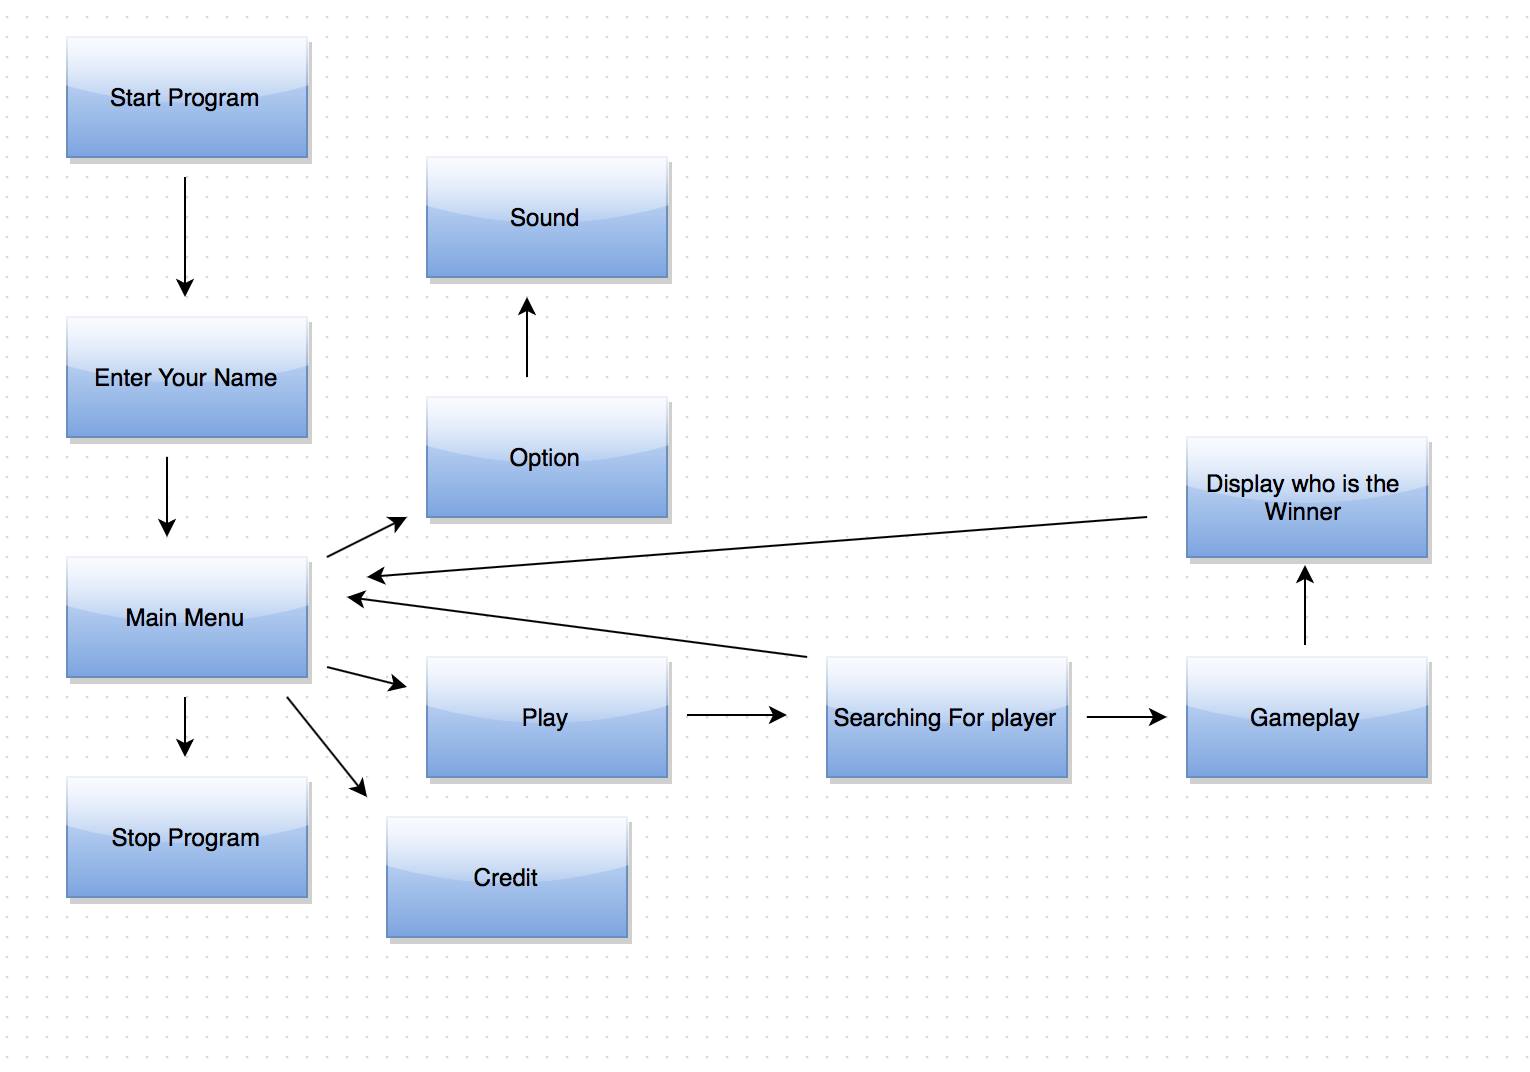 Start Program
Sound
Enter Your Name
Option
Display who is the
Winner
Main Menu
Play
Searching For player
Gameplay
Stop Program
Credit